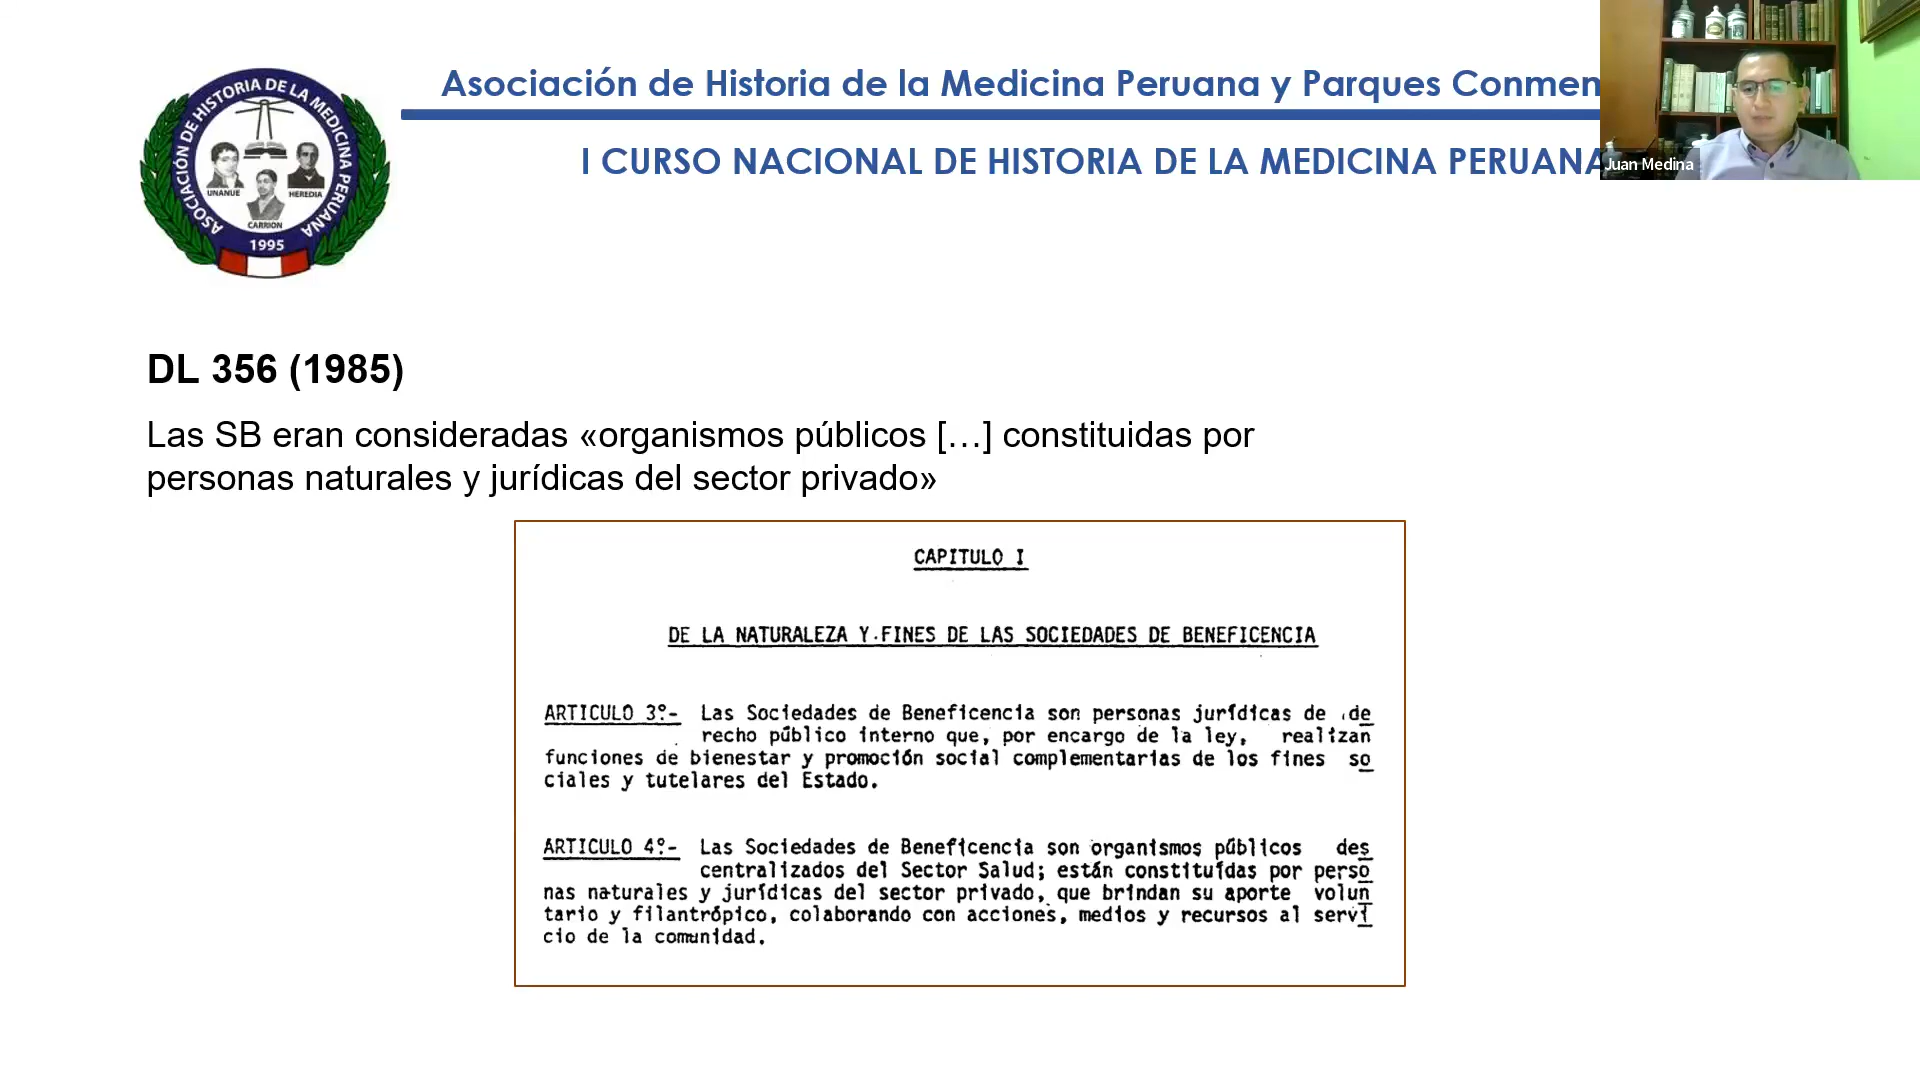 Asociación de Historia de la Medicina Peruana y Parques Conmen
I CURSO NACIONAL DE HISTORIA DE LA MEDICINA PERUANA
Juan Medina
ASOCIACIÓN DE HISTORIA DE LA MEDICINA PERUANA
UNANUE
HEREDIA
CARRION
1995
DL 356 (1985)
Las SB eran consideradas «organismos públicos […] constituidas por
personas naturales y jurídicas del sector privado»
CAPITULO I
DE LA NATURALEZA Y FINES DE LAS SOCIEDADES DE BENEFICENCIA
ARTICULO 3º.- Las Sociedades de Beneficencia son personas jurídicas de de
recho público interno que, por encargo de la ley, realizan
funciones de bienestar y promoción social complementarias de los fines so
ciales y tutelares del Estado.
ARTICULO 4º.- Las Sociedades de Beneficencia son organismos públicos des
centralizados del Sector Salud; están constituídas por perso
nas naturales y jurídicas del sector privado, que brindan su aporte volun
tario y filantrópico, colaborando con acciones, medios y recursos al servi
cio de la comunidad.